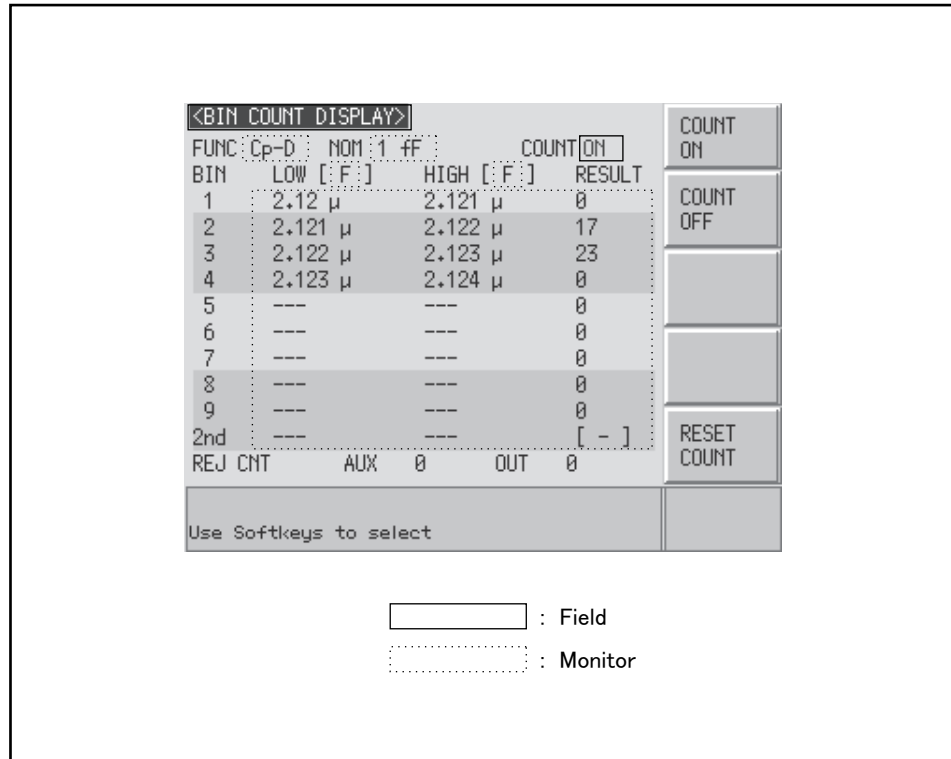 <BIN COUNT DISPLAY>
FUNC Cp-D NOM 1 fF COUNT ON
BIN LOW [ F ] HIGH [ F ] RESULT
1 2.12 μ 2.121 μ 0
2 2.121 μ 2.122 μ 17
3 2.122 μ 2.123 μ 23
4 2.123 μ 2.124 μ 0
5 --- --- 0
6 --- --- 0
7 --- --- 0
8 --- --- 0
9 --- --- 0
2nd --- --- [ - ]
REJ CNT AUX 0 OUT 0
Use Softkeys to select
COUNT
ON
COUNT
OFF
RESET
COUNT
: Field
: Monitor